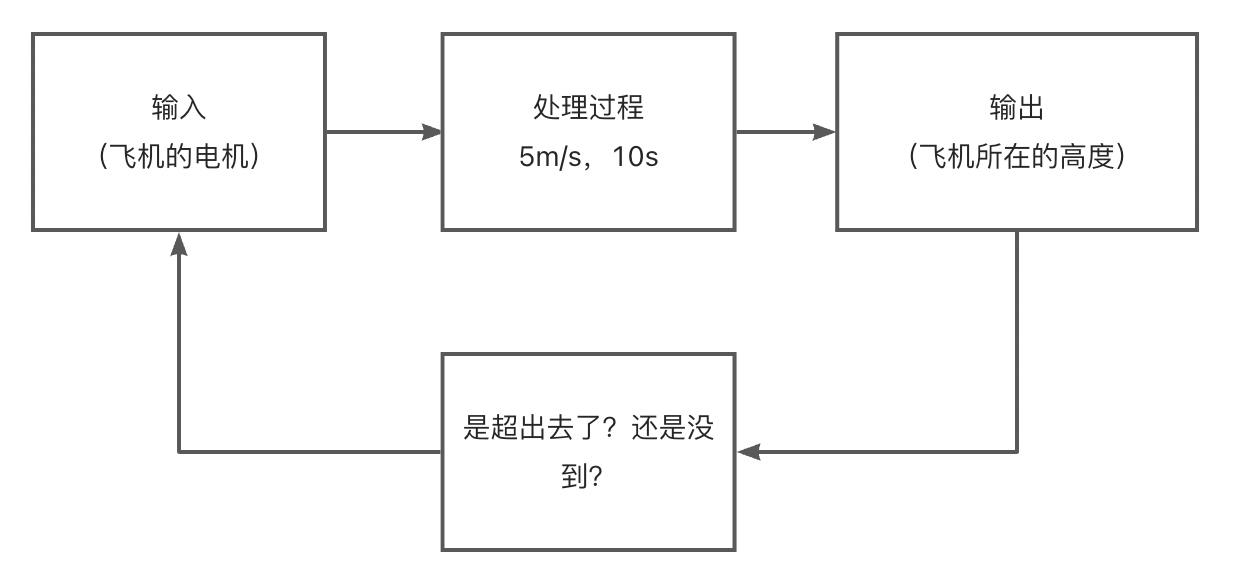 输入
（飞机的电机）
处理过程
5m/s，10s
输出
（飞机所在的高度）
是超出去了？还是没
到？